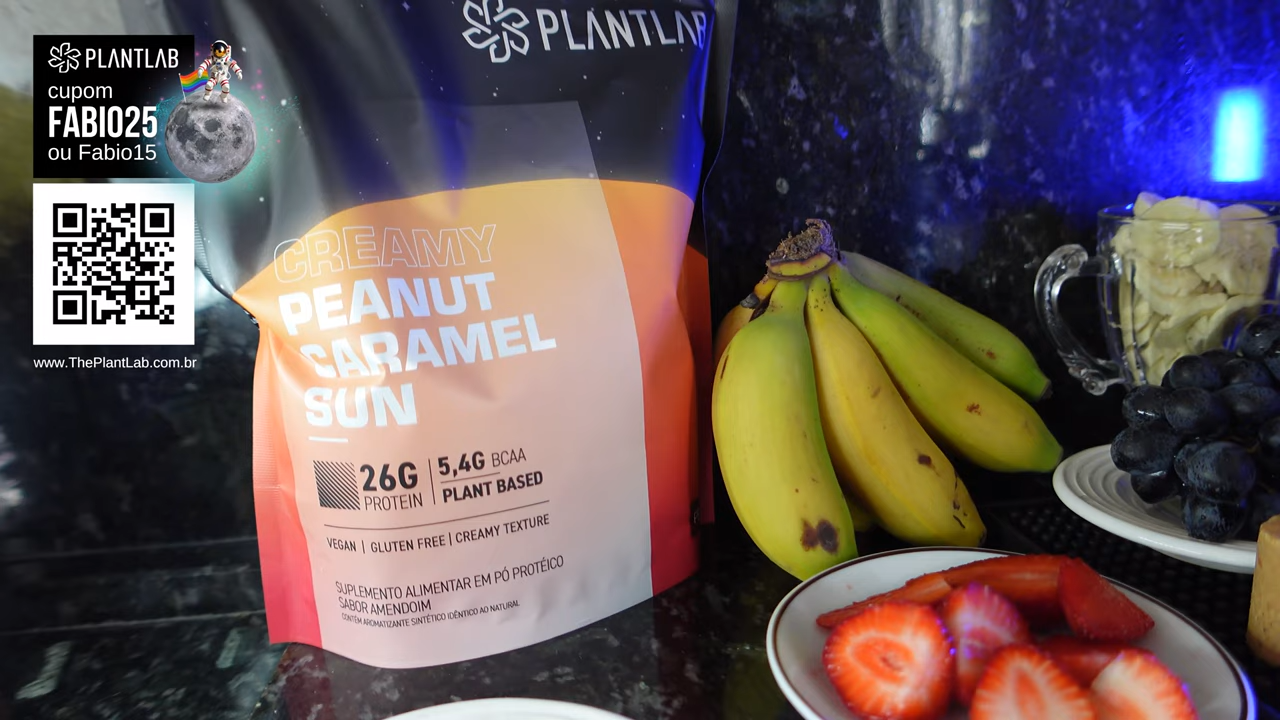 PLANTLAB
cupom
FABIO25
ou Fabio15
www.ThePlantLab.com.br
PLANTLAB
CREAMY
PEANUT
CARAMEL
SUN
26G
PROTEIN
5,4G BCAA
PLANT BASED
VEGAN | GLUTEN FREE | CREAMY TEXTURE
SUPLEMENTO ALIMENTAR EM PÓ PROTÉICO
SABOR AMENDOIM
CONTÉM AROMATIZANTE SINTÉTICO IDÊNTICO AO NATURAL